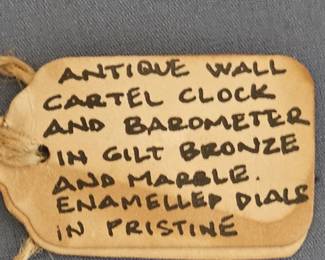 ANTIQUE WALL
CARTEL CLOCK
AND BAROMETER
IN GILT BRONZE
AND MARBLE.
ENAMELLED DIALS
IN PRISTINE